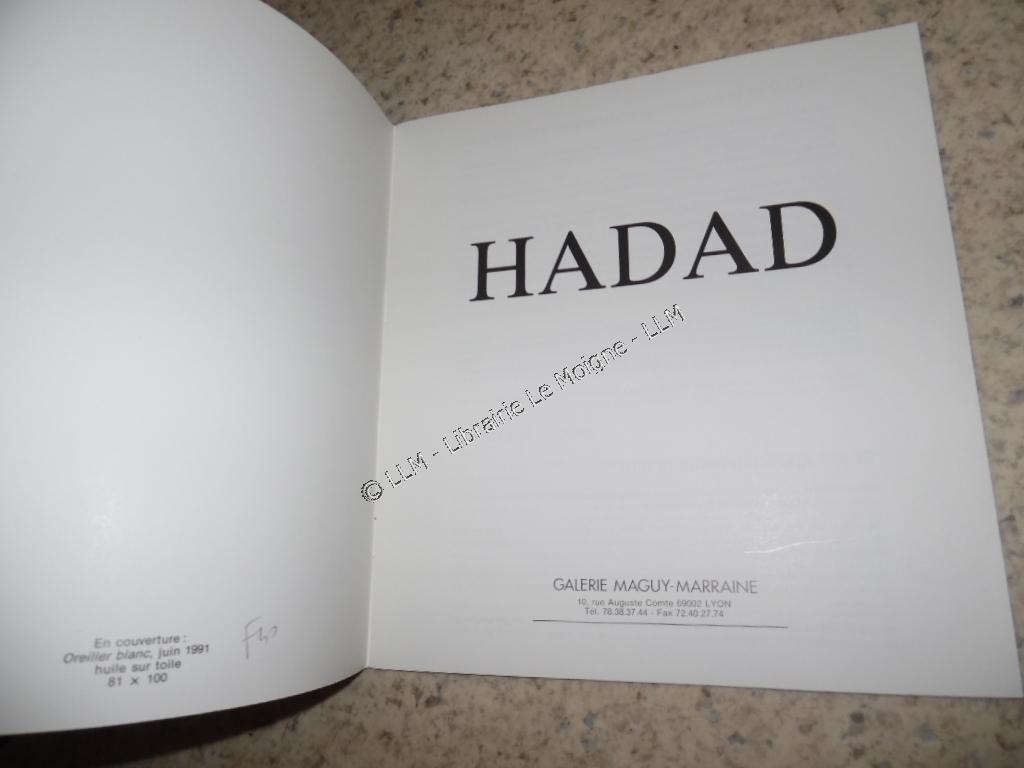 En couverture :
Oreiller blanc, juin 1991
huile sur toile
81 x 100
HADAD
GALERIE MAGUY-MARRAINE
10, rue Auguste Comte 69002 LYON
Tél. 78.38.37.44 - Fax 72.40.27.74
© LLM - Librairie Le Moigne - LLM